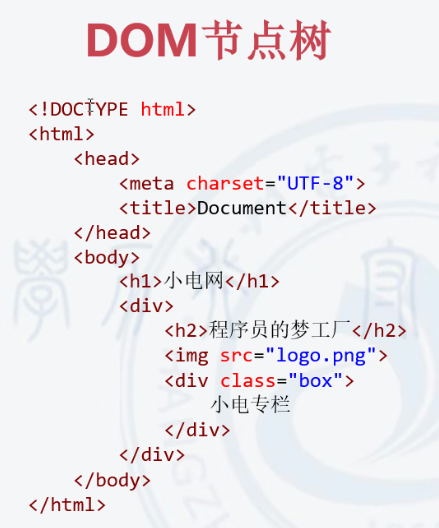 DOM节点树
<!DOCTYPE html>
<html>
<head>
<meta charset="UTF-8">
<title>Document</title>
</head>
<body>
<h1>小电网</h1>
<div>
<h2>程序员的梦工厂</h2>
<img src="logo.png">
<div class="box">
小电专栏
</div>
</div>
</body>
</html>